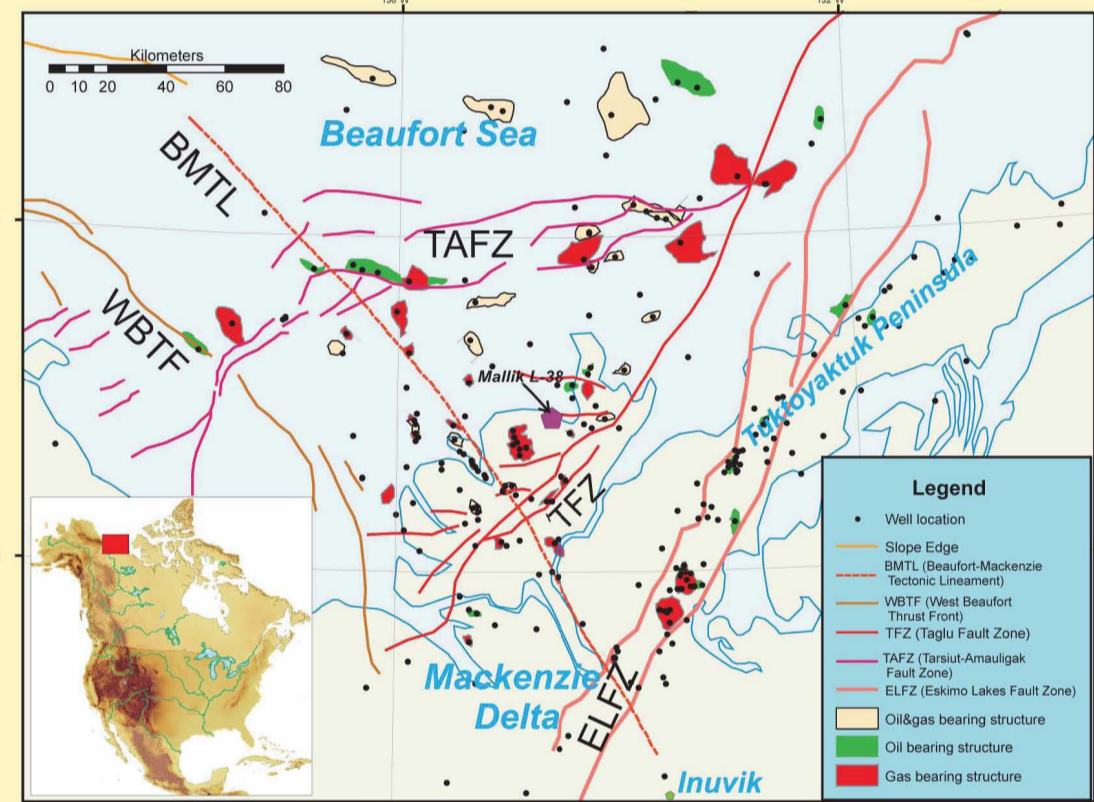 Kilometers
0 10 20 40 60 80
Beaufort Sea
BMTL
TAFZ
WBTF
Mallik L-38
Tuktoyaktuk Peninsula
TFZ
Mackenzie
Delta
ELFZ
Inuvik
Legend
Well location
Slope Edge
BMTL (Beaufort-Mackenzie
Tectonic Lineament)
WBTF (West Beaufort
Thrust Front)
TFZ (Taglu Fault Zone)
TAFZ (Tarsiut-Amauligak
Fault Zone)
ELFZ (Eskimo Lakes Fault Zone)
Oil&gas bearing structure
Oil bearing structure
Gas bearing structure